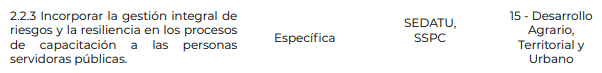 2.2.3 Incorporar la gestión integral de
riesgos y la resiliencia en los procesos
de capacitación a las personas
servidoras públicas.
Específica
SEDATU,
SSPC
15 - Desarrollo
Agrario,
Territorial y
Urbano